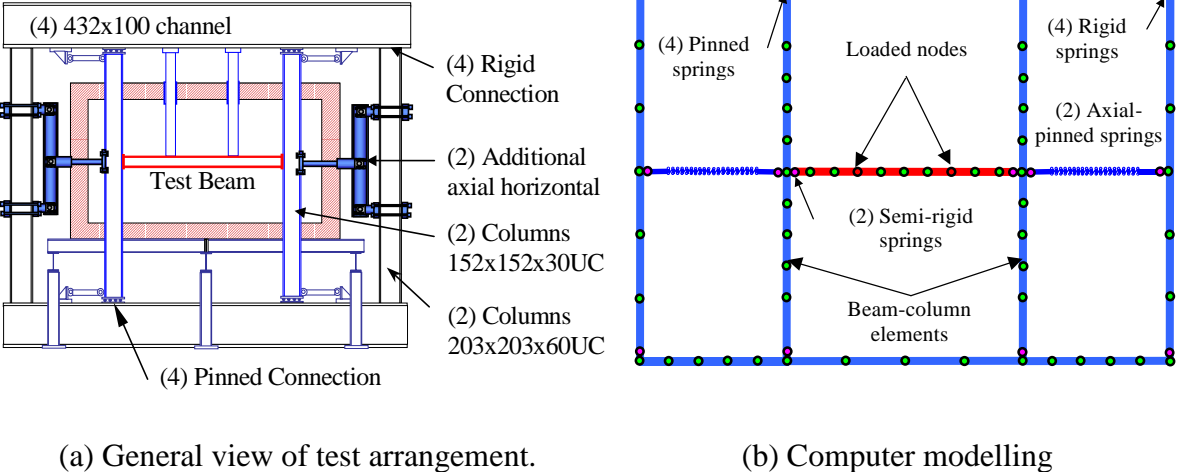 (4) 432x100 channel
(4) Rigid
Connection
(2) Additional
axial horizontal
Test Beam
(2) Columns
152x152x30UC
(2) Columns
203x203x60UC
(4) Pinned Connection
(a) General view of test arrangement.
(4) Pinned
springs
Loaded nodes
(4) Rigid
springs
(2) Axial-
pinned springs
(2) Semi-rigid
springs
Beam-column
elements
(b) Computer modelling